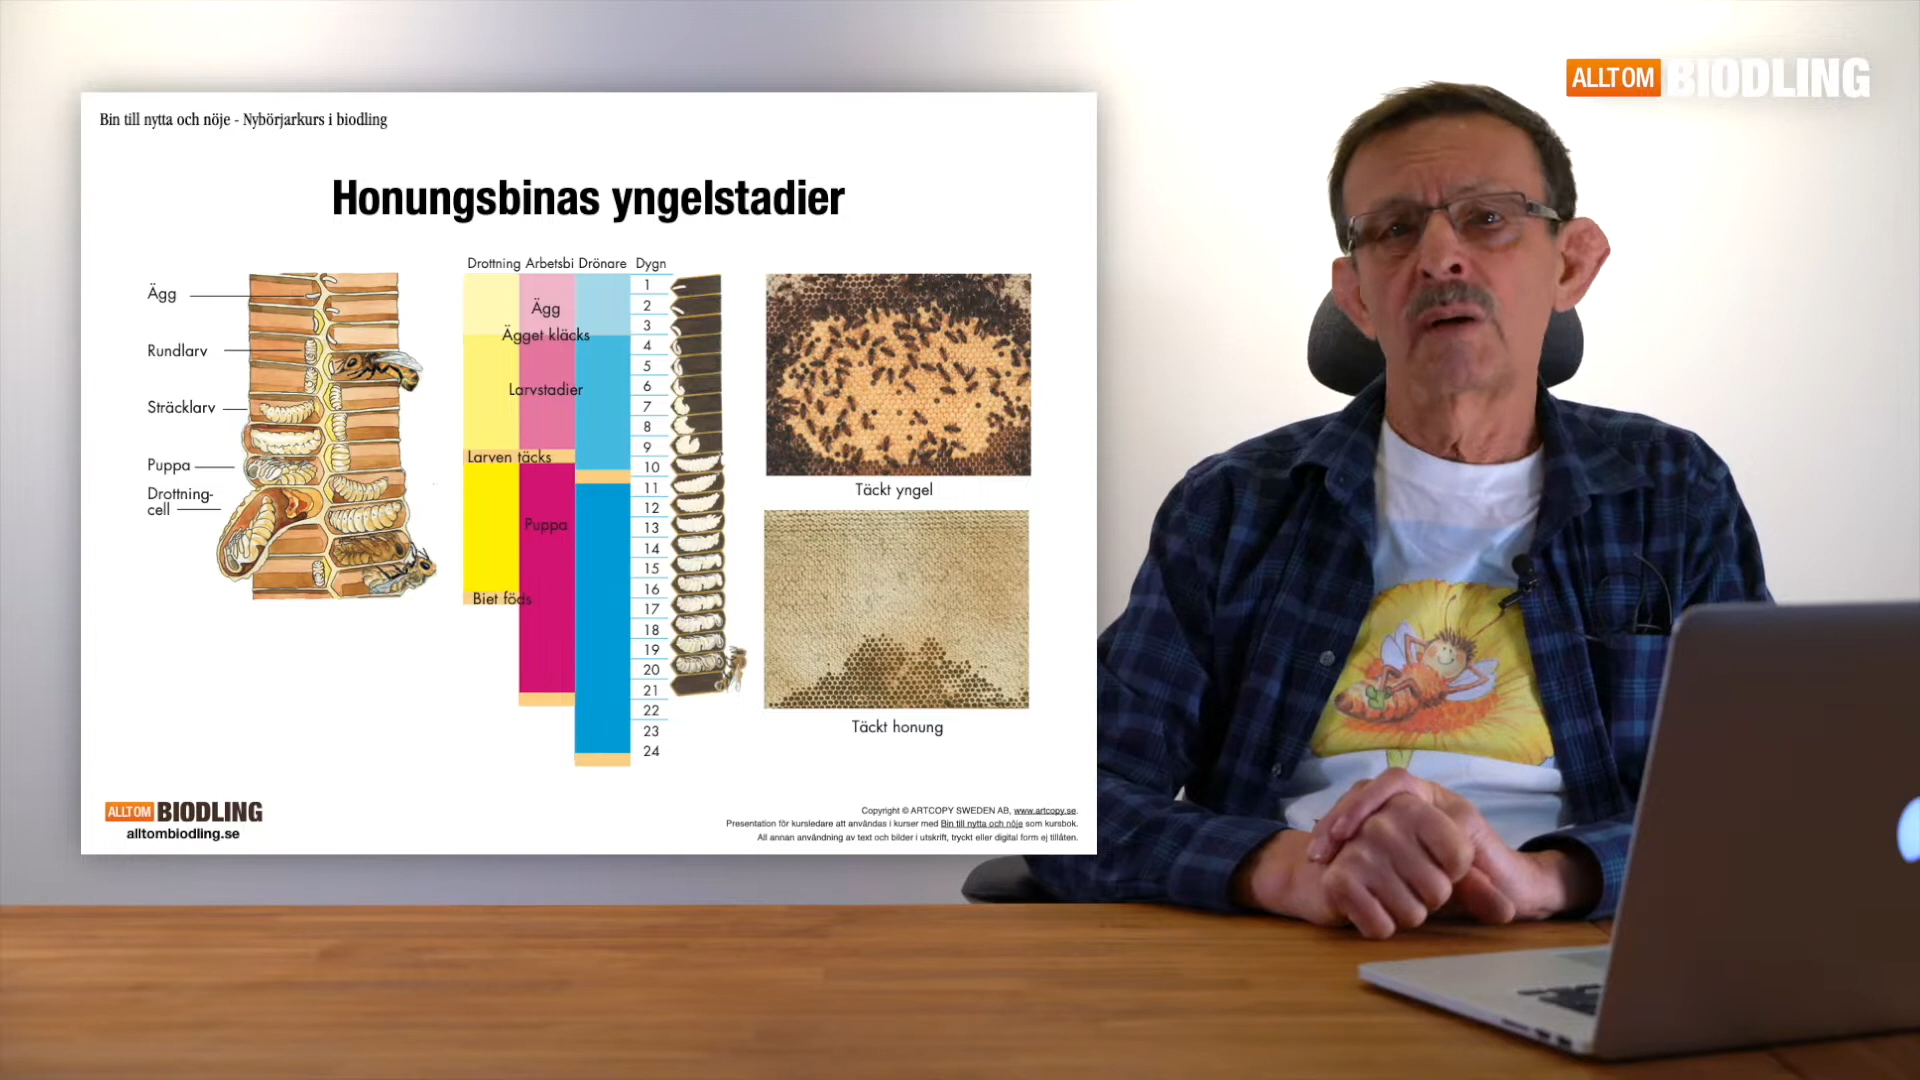 ALLTOM BIODLING
Bin till nytta och nöje - Nybörjarkurs i biodling
Honungsbinas yngelstadier
Ägg
Rundlarv
Sträcklarv
Puppa
Drottning-
cell
Drottning Arbetsbi Drönare Dygn
Ägg
Ägget kläcks
Larvstadier
Larven täcks
Puppa
Biet föds
1
2
3
4
5
6
7
8
9
10
11
12
13
14
15
16
17
18
19
20
21
22
23
24
Täckt yngel
Täckt honung
ALLTOM BIODLING
alltombiodling.se
Copyright © ARTCOPY SWEDEN AB, www.artcopy.se.
Presentation för kursledare att användas i kurser med Bin till nytta och nöje som kursbok.
All annan användning av text och bilder i utskrift, tryckt eller digital form ej tillåten.